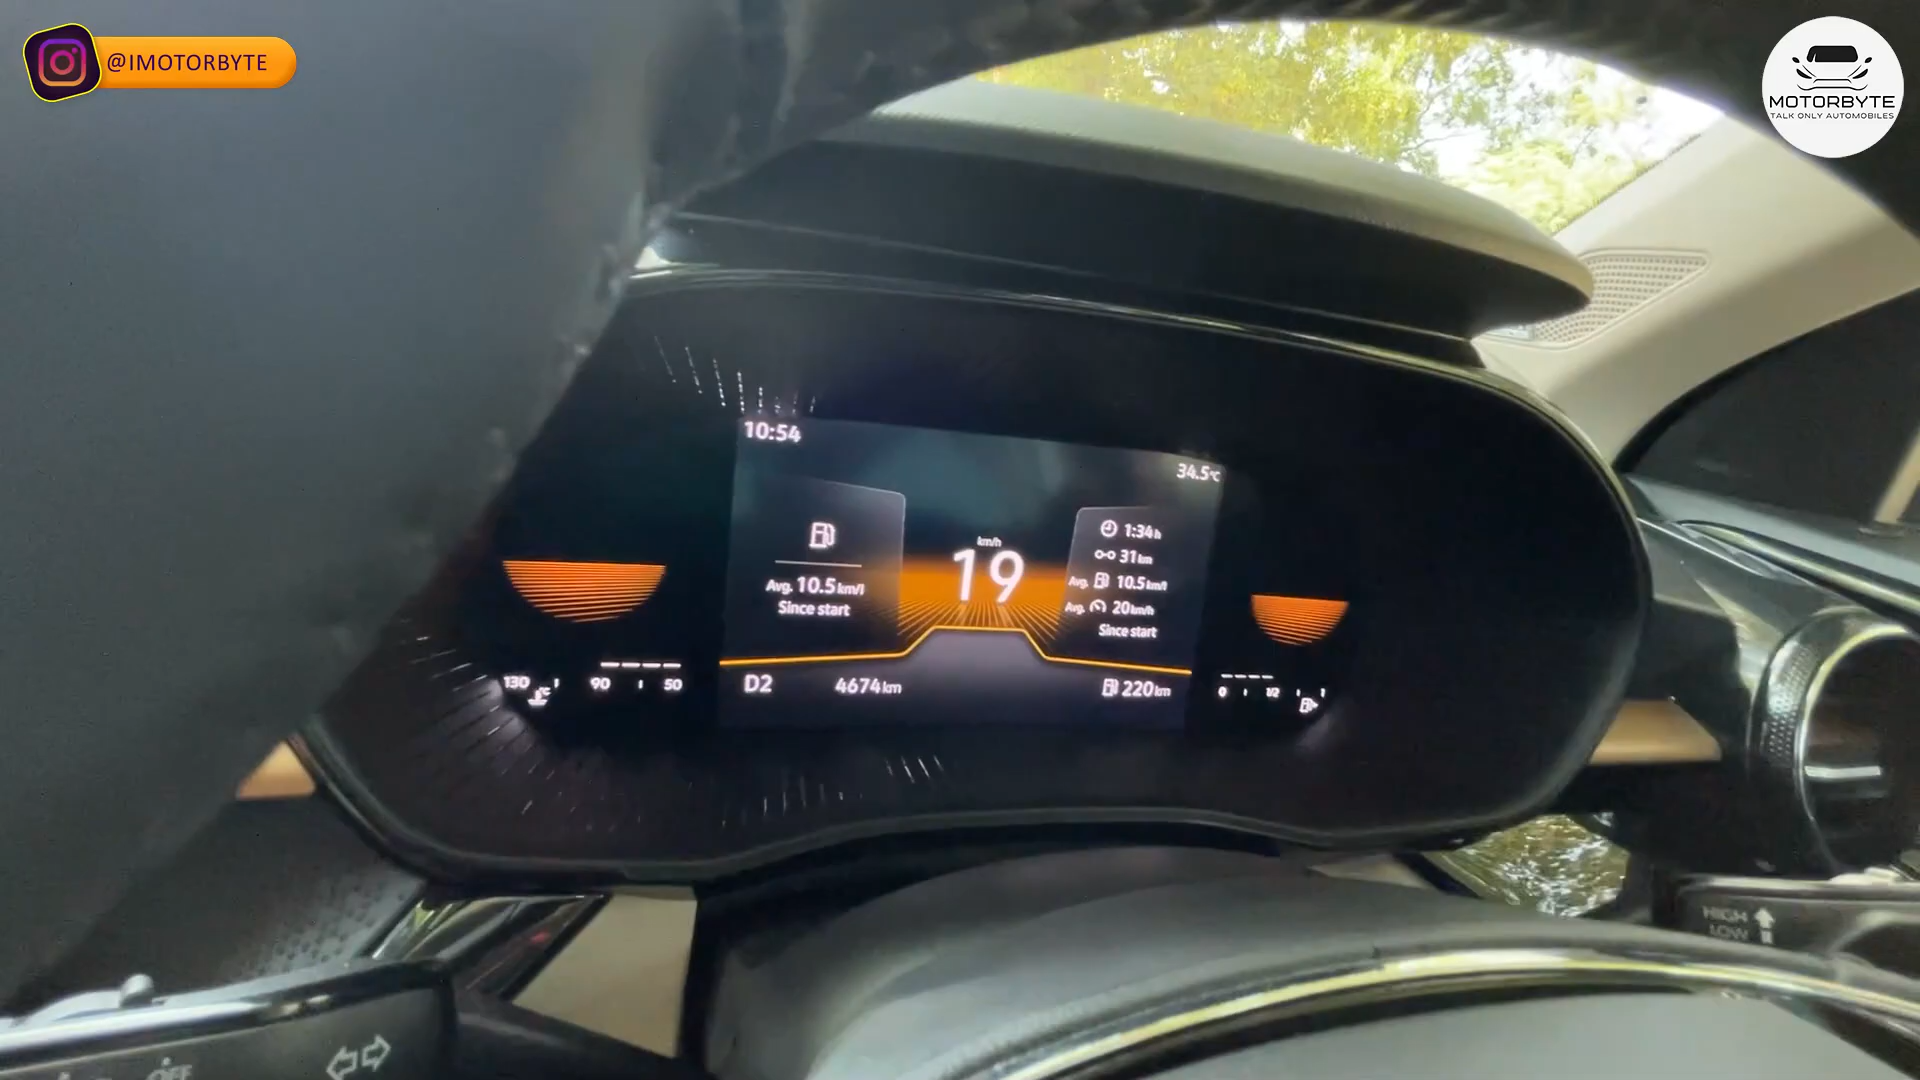 @IMOTORBYTE
MOTORBYTE
TALK ONLY AUTOMOBILES
10:54
34.5°C
Avg. 10.5 km/l
Since start
km/h
19
1:34 h
31 km
Avg. 10.5 km/l
Avg. 20 km/h
Since start
130 90 50
D2 4674 km 220 km
0 1/2 1
HIGH
LOW
OFF